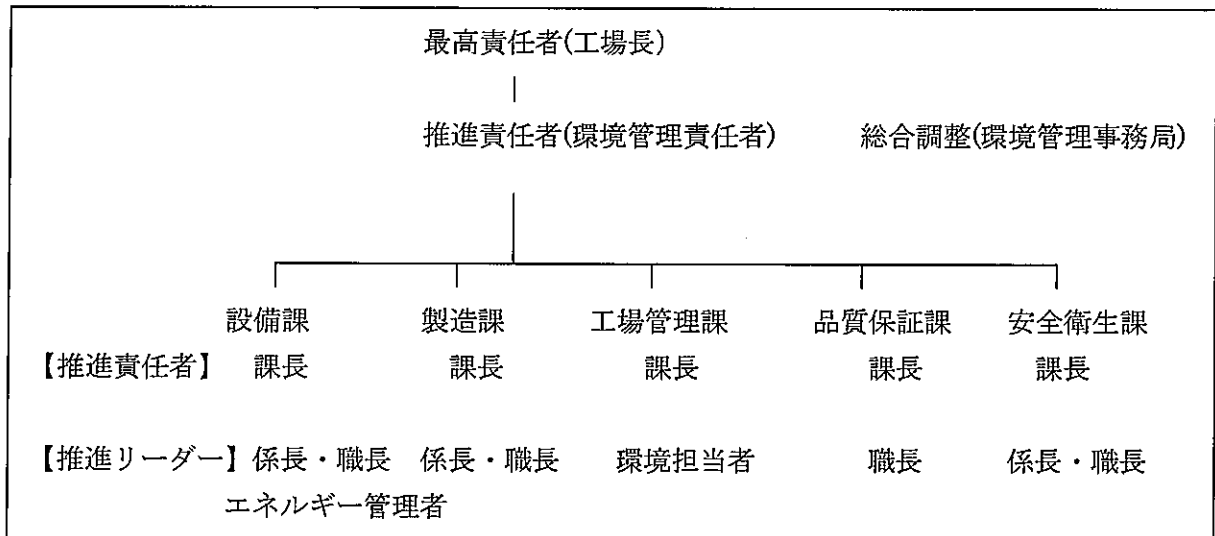 最高責任者(工場長)
推進責任者(環境管理責任者) 総合調整(環境管理事務局)
設備課 製造課 工場管理課 品質保証課 安全衛生課
【推進責任者】 課長 課長 課長 課長 課長
【推進リーダー】 係長・職長 係長・職長 環境担当者 職長 係長・職長
エネルギー管理者